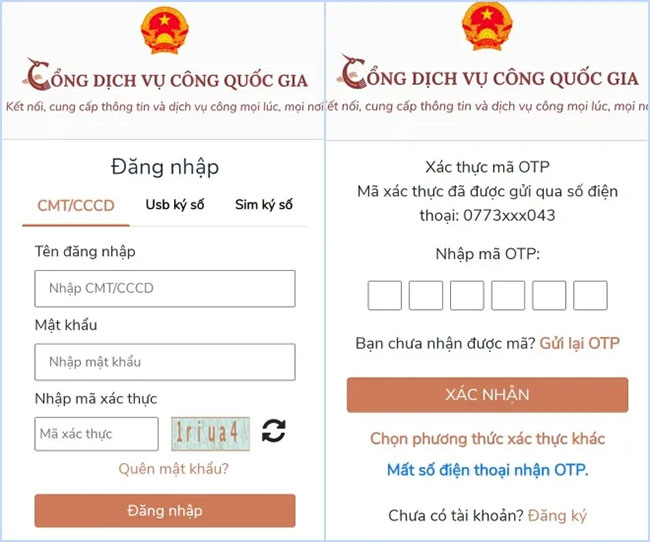 CỔNG DỊCH VỤ CÔNG QUỐC GIA
Kết nối, cung cấp thông tin và dịch vụ công mọi lúc, mọi nơi
Đăng nhập
CMT/CCCD Usb ký số Sim ký số
Tên đăng nhập
Nhập CMT/CCCD
Mật khẩu
Nhập mật khẩu
Nhập mã xác thực
Mã xác thực 1riua4
Quên mật khẩu?
Đăng nhập
CỔNG DỊCH VỤ CÔNG QUỐC GIA
Kết nối, cung cấp thông tin và dịch vụ công mọi lúc, mọi nơ
Xác thực mã OTP
Mã xác thực đã được gửi qua số điện
thoại: 0773xxx043
Nhập mã OTP:
Bạn chưa nhận được mã? Gửi lại OTP
XÁC NHẬN
Chọn phương thức xác thực khác
Mất số điện thoại nhận OTP.
Chưa có tài khoản? Đăng ký